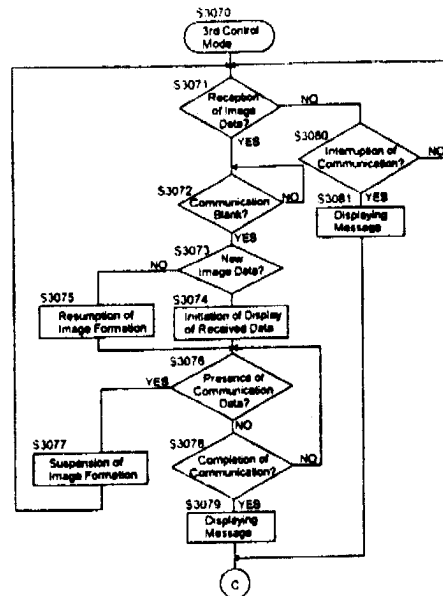 S3070
3rd Control
Mode
S3071
Reception
of Image
Data?
NO
YES
S3080
Interruption of
Communication?
NO
YES
S3081
Displaying
Message
S3072
Communication
Blank?
NO
YES
S3073
New
Image Data?
NO
YES
S3075
Resumption of
Image Formation
S3074
Initiation of Display
of Received Data
S3076
Presence of
Communication
Data?
YES
NO
S3077
Suspension of
Image Formation
S3078
Completion of
Communication?
NO
YES
S3079
Displaying
Message
C